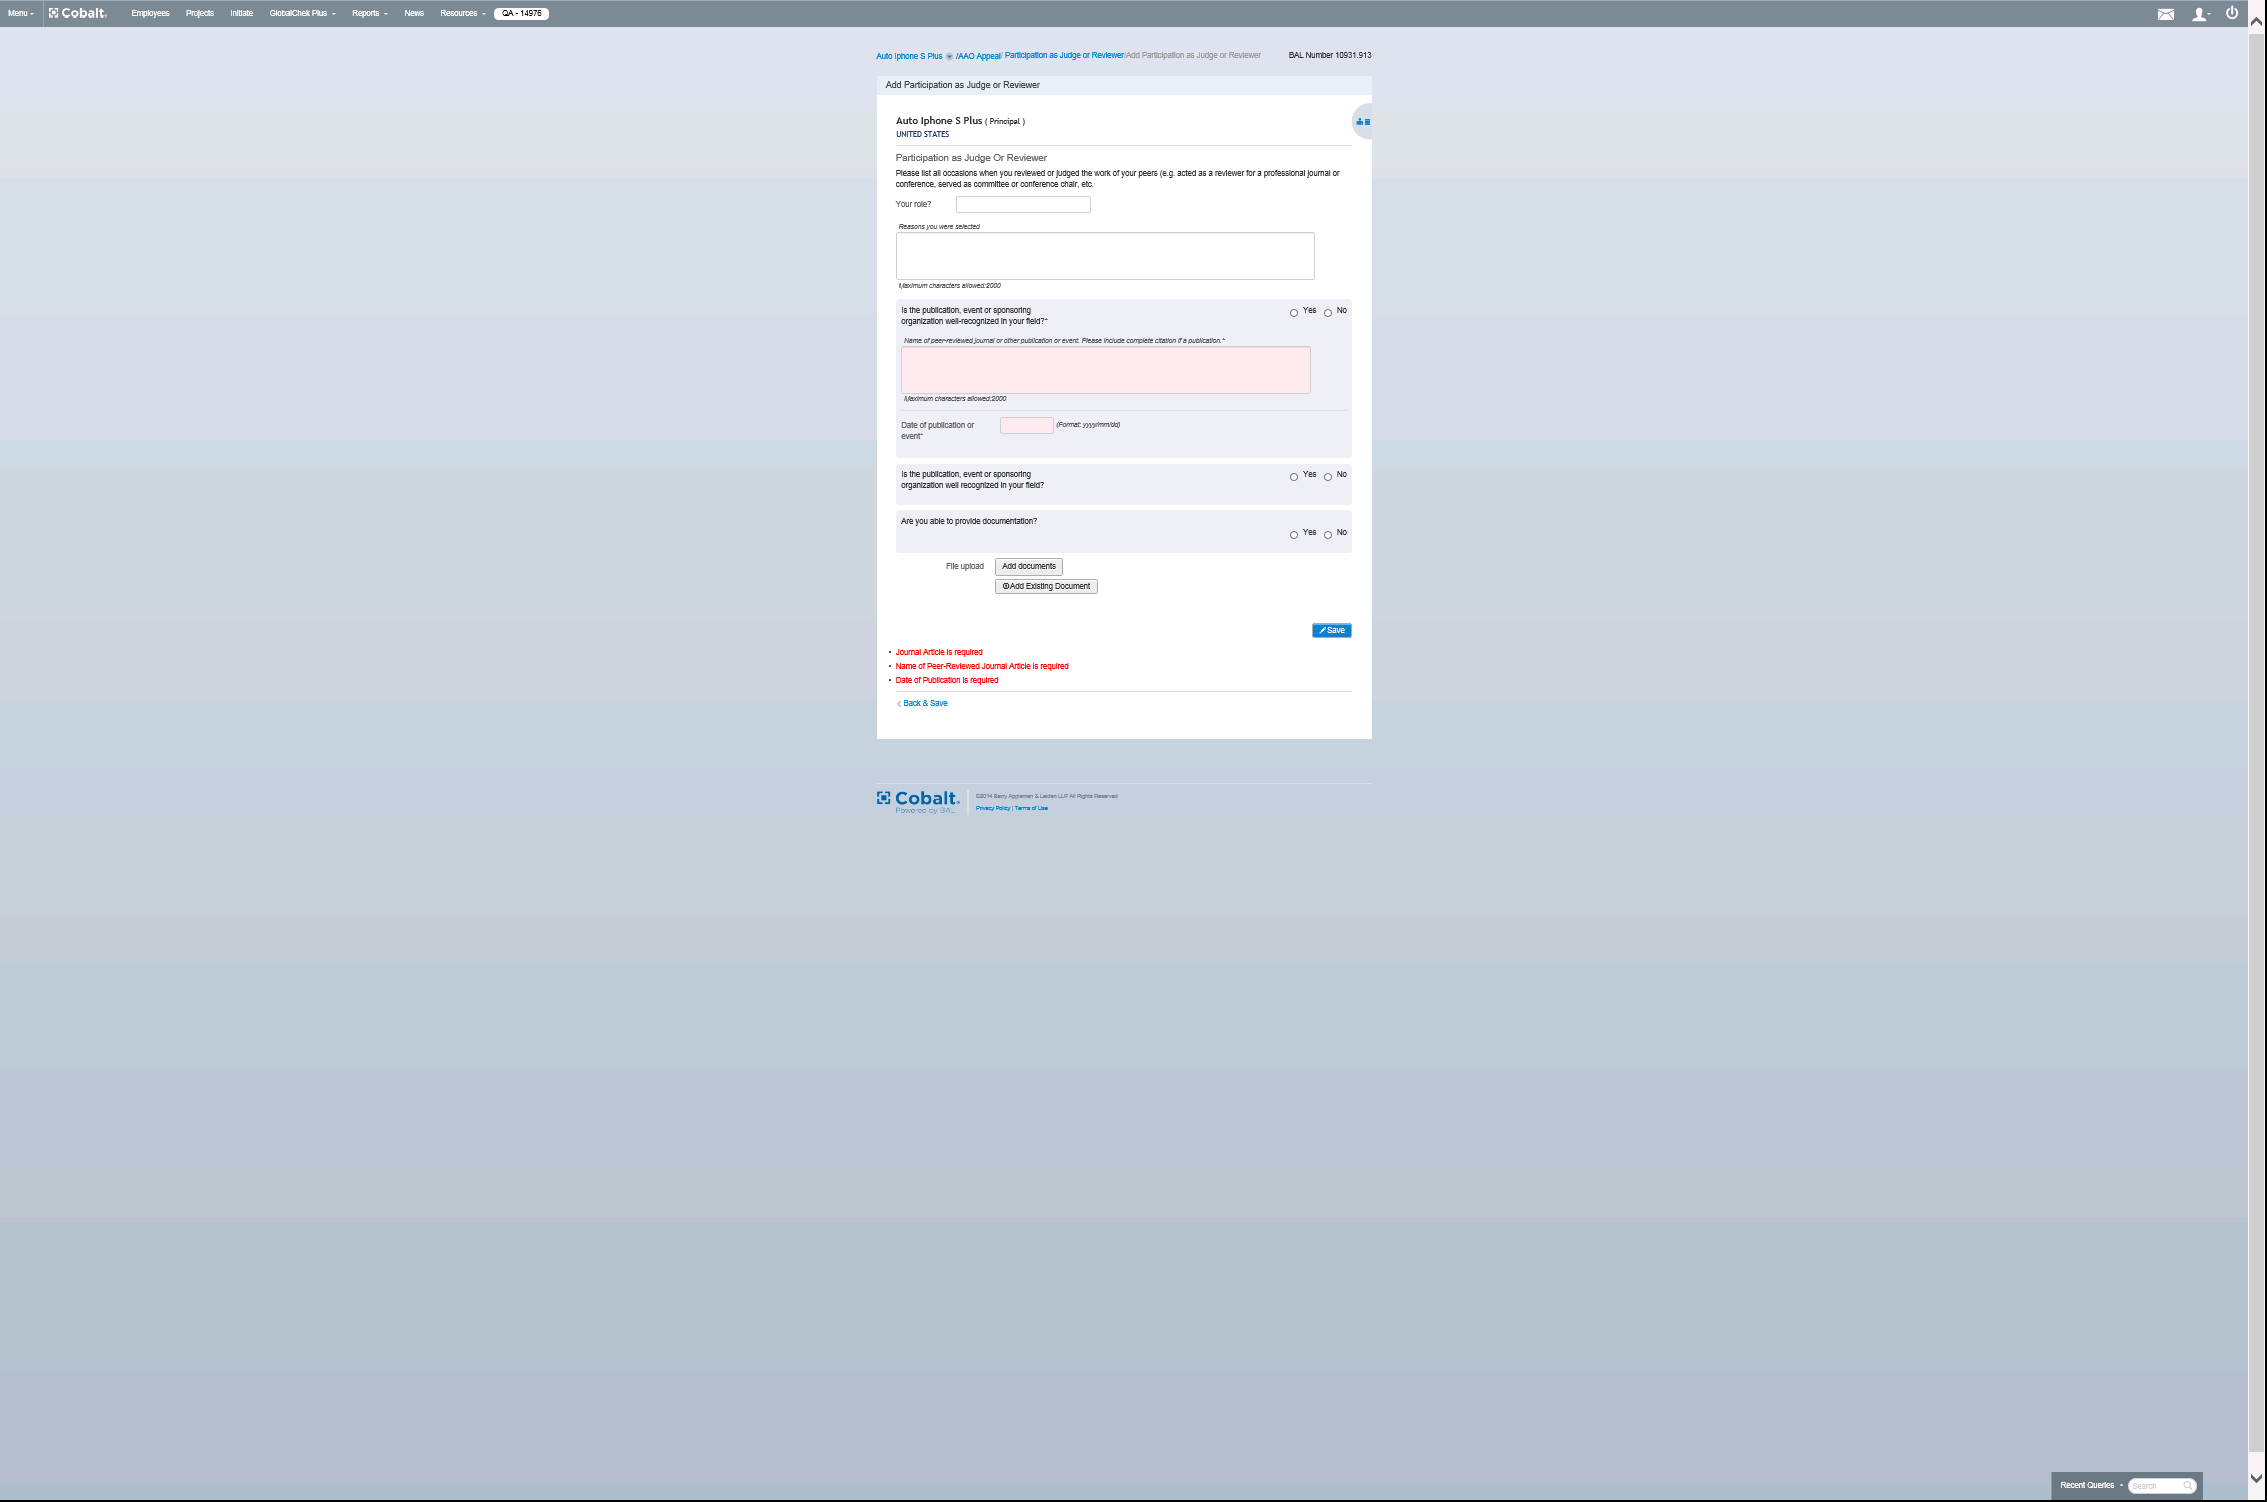 Menu
Cobalt
Employees
Projects
Initiate
GlobalChek Plus
Reports
News
Resources
QA - 14976
Auto Iphone S Plus /AAO Appeal/ Participation as Judge or Reviewer/Add Participation as Judge or Reviewer
BAL Number 10931.913
Add Participation as Judge or Reviewer
Auto Iphone S Plus ( Principal )
UNITED STATES
Participation as Judge Or Reviewer
Please list all occasions when you reviewed or judged the work of your peers (e.g. acted as a reviewer for a professional journal or
conference, served as committee or conference chair, etc.
Your role?
Reasons you were selected
Maximum characters allowed:2000
Is the publication, event or sponsoring
organization well-recognized in your field?*
Yes No
Name of peer-reviewed journal or other publication or event. Please include complete citation if a publication.*
Maximum characters allowed:2000
Date of publication or
event*
(Format: yyyy/mm/dd)
Is the publication, event or sponsoring
organization well recognized in your field?
Yes No
Are you able to provide documentation?
Yes No
File upload
Add documents
Add Existing Document
Save
• Journal Article is required
• Name of Peer-Reviewed Journal Article is required
• Date of Publication is required
Back & Save
Cobalt
Powered by BAL
©2014 Berry Appleman & Leiden LLP All Rights Reserved
Privacy Policy | Terms of Use
Recent Queries
Search